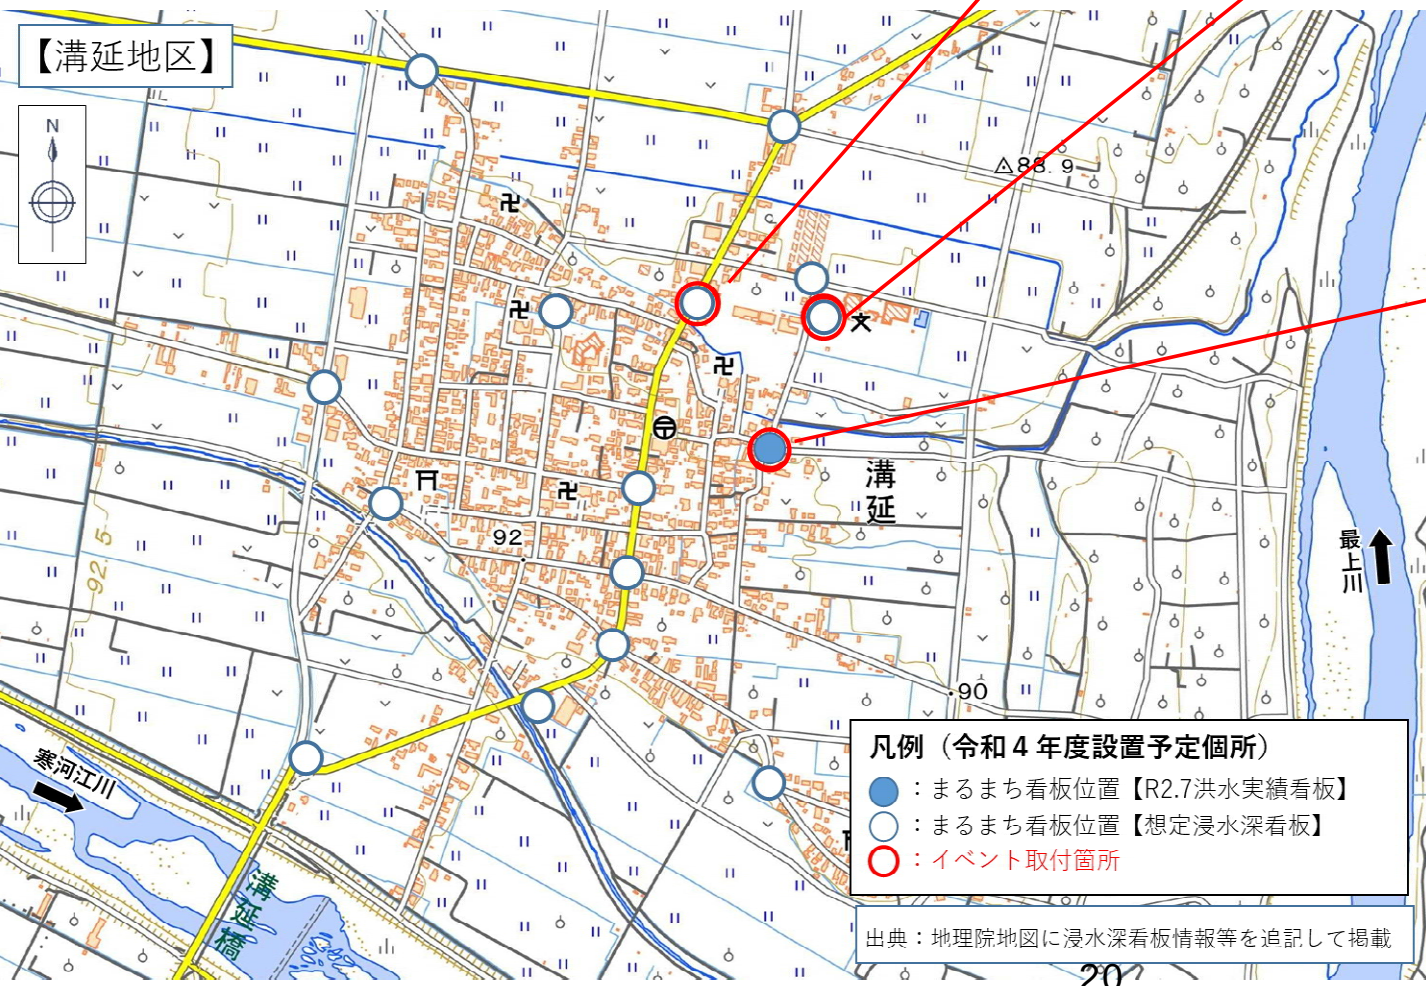 【溝延地区】
N
88.9
溝延
92
92.5
最上川
90
寒河江川
溝延橋
凡例（令和４年度設置予定個所）
：まるまち看板位置【R2.7洪水実績看板】
：まるまち看板位置【想定浸水深看板】
：イベント取付箇所
出典：地理院地図に浸水深看板情報等を追記して掲載
20